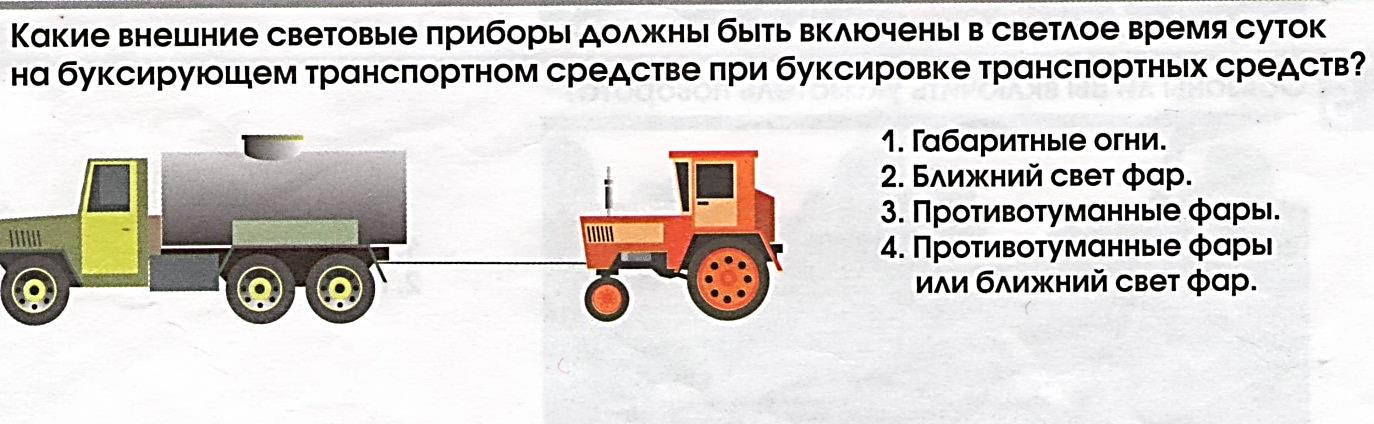 Какие внешние световые приборы должны быть включены в светлое время суток
на буксирующем транспортном средстве при буксировке транспортных средств?
1. Габаритные огни.
2. Ближний свет фар.
3. Противотуманные фары.
4. Противотуманные фары
или ближний свет фар.